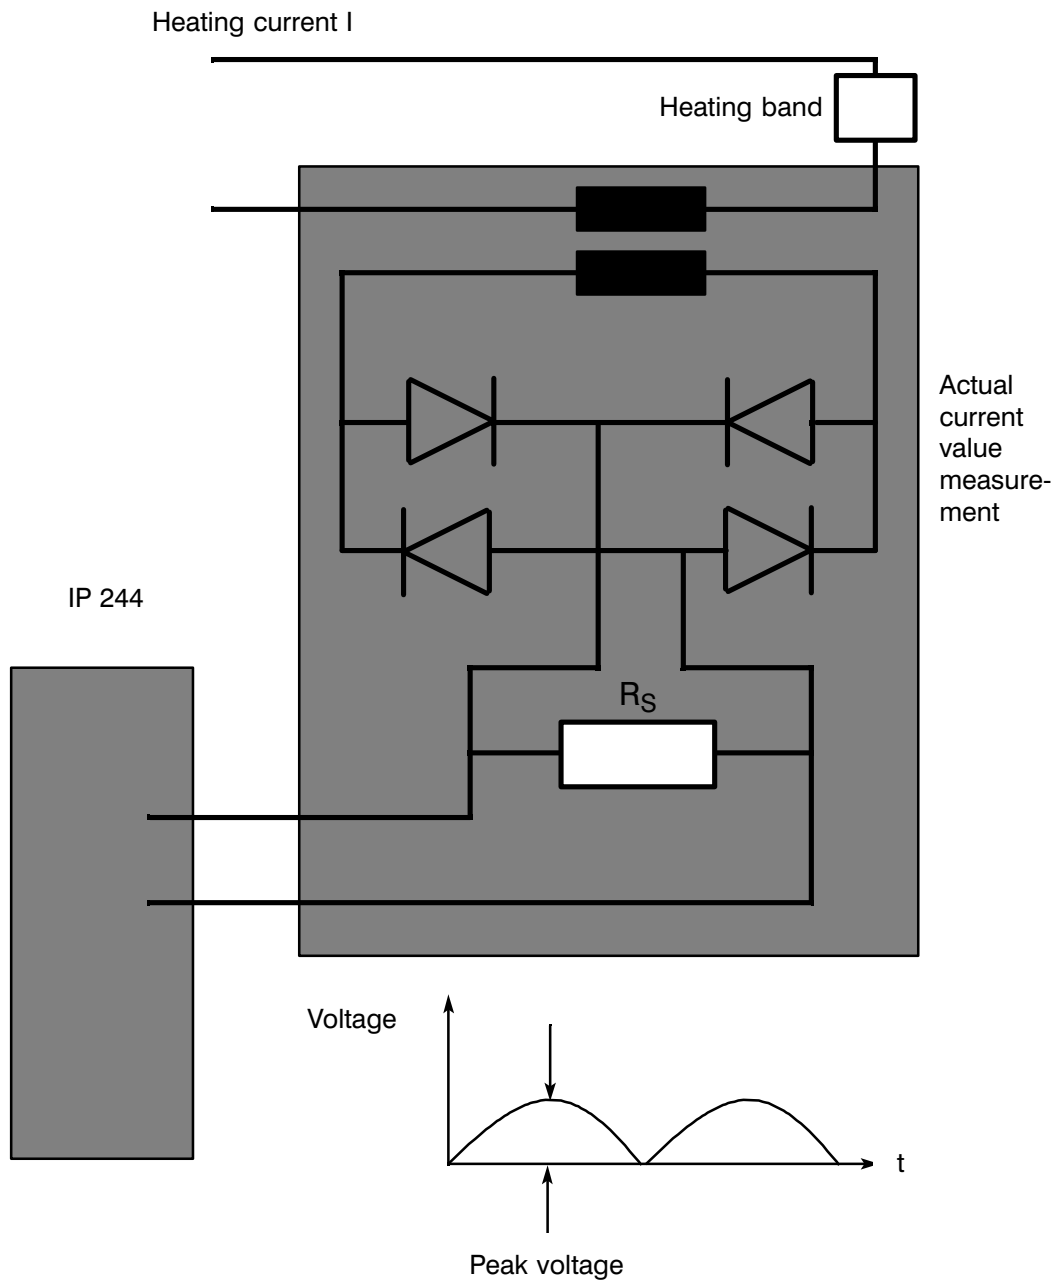 Heating current I
Heating band
Actual
current
value
measure-
ment
IP 244
RS
Voltage
t
Peak voltage